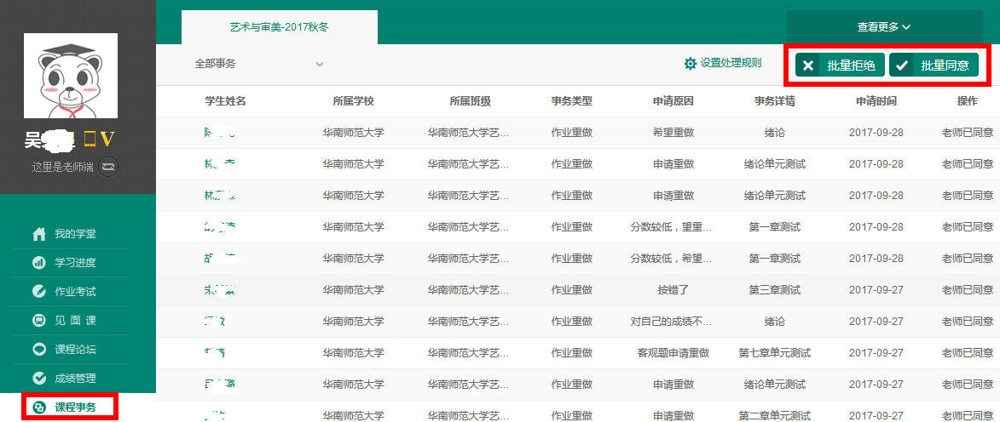 艺术与审美-2017秋冬
查看更多
全部事务
设置处理规则
批量拒绝
批量同意
吴 V
这里是老师端
我的学堂
学习进度
作业考试
见 面 课
课程论坛
成绩管理
课程事务
学生姓名 所属学校 所属班级 事务类型 申请原因 事务详情 申请时间 操作
华南师范大学 华南师范大学艺... 作业重做 希望重做 绪论 2017-09-28 老师已同意
华南师范大学 华南师范大学艺... 作业重做 申请重做 绪论单元测试 2017-09-28 老师已同意
林 华南师范大学 华南师范大学艺... 作业重做 申请重做 绪论单元测试 2017-09-28 老师已同意
华南师范大学 华南师范大学艺... 作业重做 分数较低，望重... 第一章测试 2017-09-28 老师已同意
华南师范大学 华南师范大学艺... 作业重做 分数较低，希望... 第一章测试 2017-09-28 老师已同意
华南师范大学 华南师范大学艺... 作业重做 按错了 第三章测试 2017-09-27 老师已同意
华南师范大学 华南师范大学艺... 作业重做 对自己的成绩不... 绪论 2017-09-27 老师已同意
华南师范大学 华南师范大学艺... 作业重做 客观题申请重做 第七章单元测试 2017-09-27 老师已同意
华南师范大学 华南师范大学艺... 作业重做 申请重做 绪论单元测试 2017-09-27 老师已同意
华南师范大学 华南师范大学艺... 作业重做 申请重做 第二章单元测试 2017-09-27 老师已同意